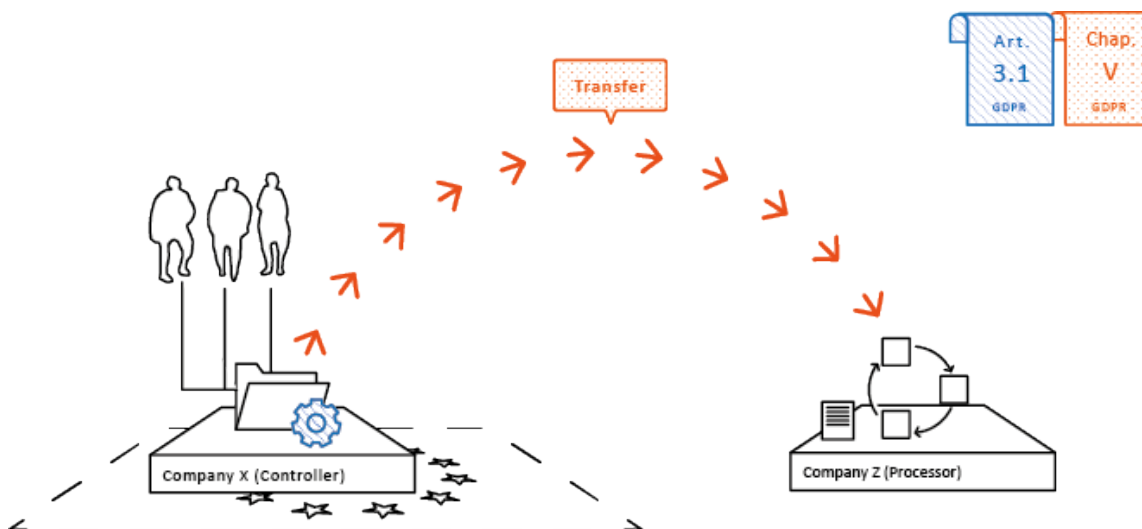 Art.
3.1
GDPR
Chap.
V
GDPR
Transfer
Company X (Controller)
Company Z (Processor)